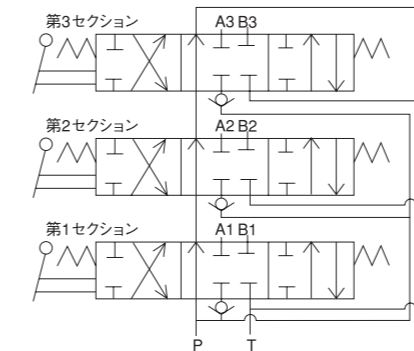 第3セクション
A3 B3
第2セクション
A2 B2
第1セクション
A1 B1
P T